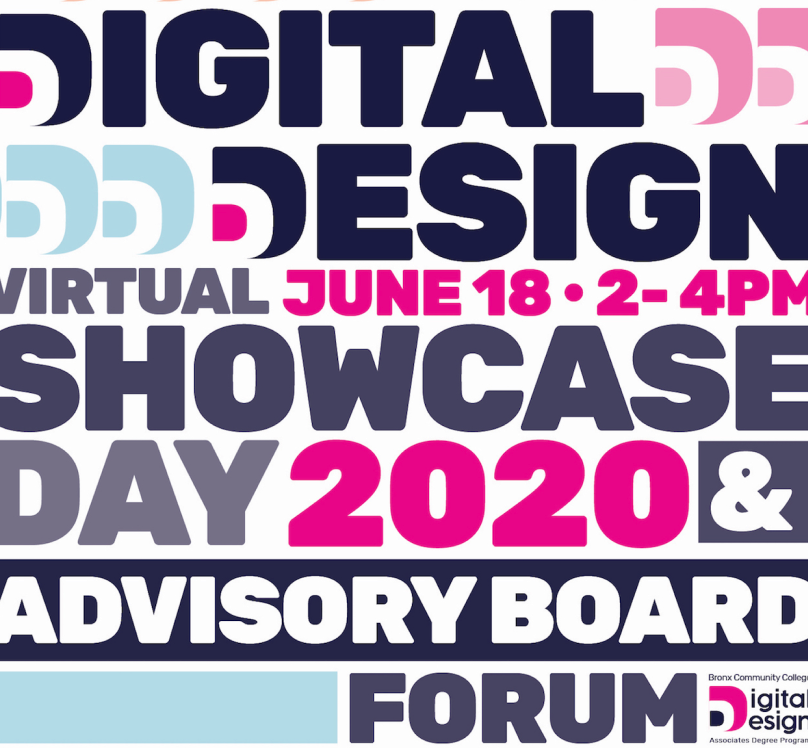 DIGITAL
DESIGN
VIRTUAL JUNE 18 • 2- 4PM
SHOWCASE
DAY 2020 &
ADVISORY BOARD
FORUM
Bronx Community College
Digital
Design
Associates Degree Program